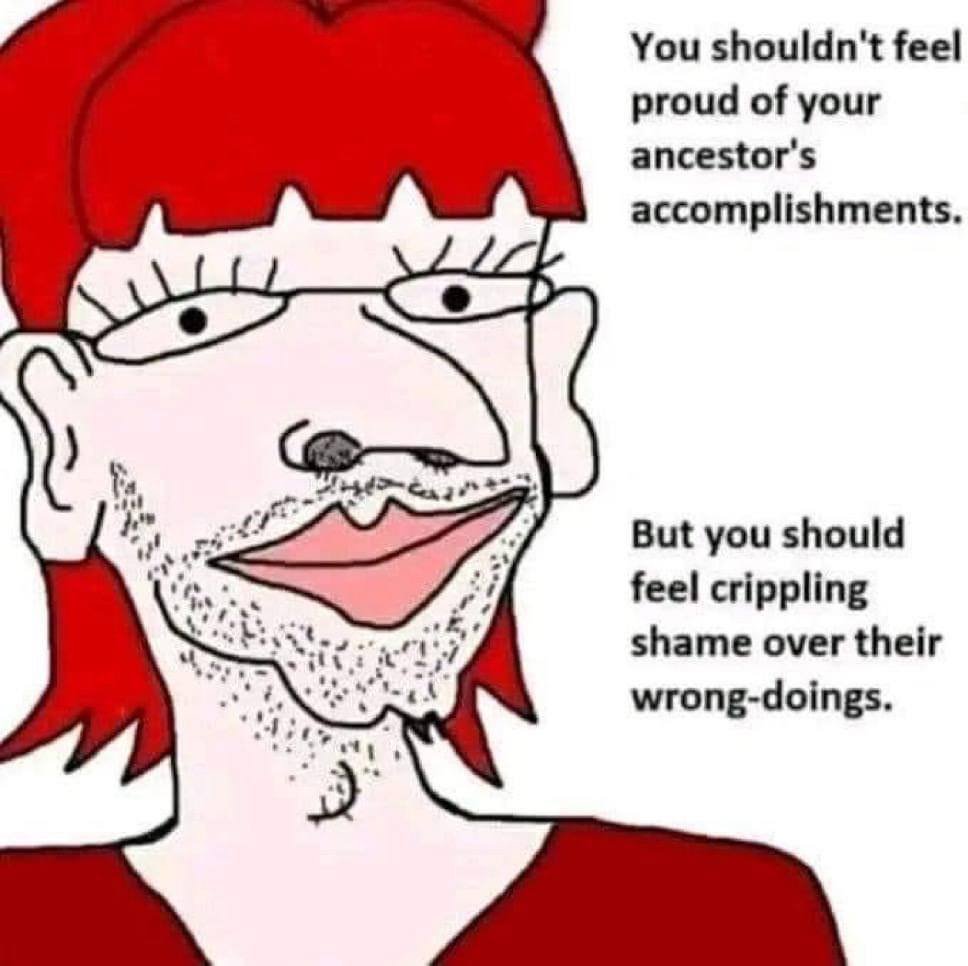 You shouldn't feel
proud of your
ancestor's
accomplishments.
But you should
feel crippling
shame over their
wrong-doings.